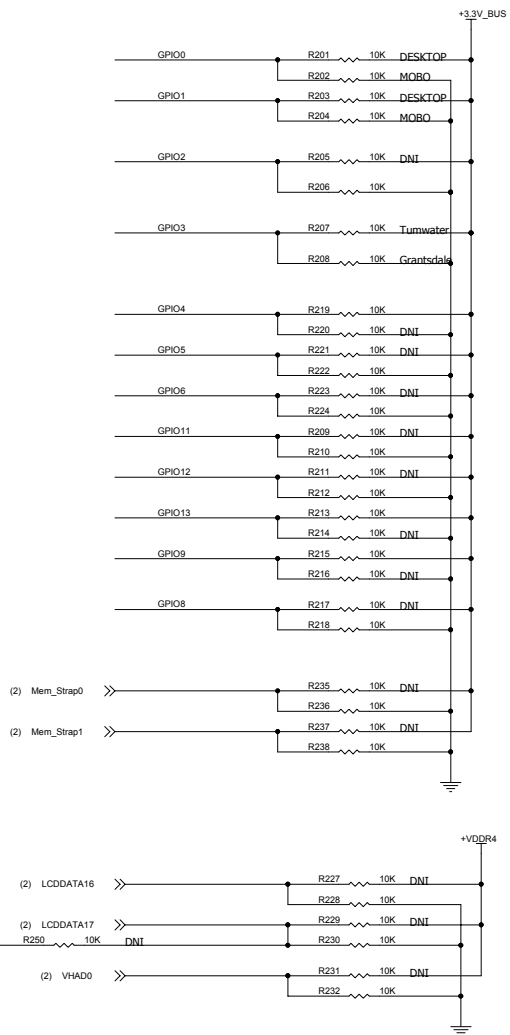 +3.3V_BUS
GPIO0 R201 10K DESKTOP
R202 10K MOBO
GPIO1 R203 10K DESKTOP
R204 10K MOBO
GPIO2 R205 10K DNI
R206 10K
GPIO3 R207 10K Tumwater
R208 10K Grantsdale
GPIO4 R219 10K
R220 10K DNI
GPIO5 R221 10K DNI
R222 10K
GPIO6 R223 10K DNI
R224 10K
GPIO11 R209 10K DNI
R210 10K
GPIO12 R211 10K DNI
R212 10K
GPIO13 R213 10K
R214 10K DNI
GPIO9 R215 10K
R216 10K DNI
GPIO8 R217 10K DNI
R218 10K
(2) Mem_Strap0 R235 10K DNI
R236 10K
(2) Mem_Strap1 R237 10K DNI
R238 10K
+VDDR4
(2) LCDDATA16 R227 10K DNI
R228 10K
(2) LCDDATA17 R229 10K DNI
R250 10K DNI R230 10K
(2) VHAD0 R231 10K DNI
R232 10K